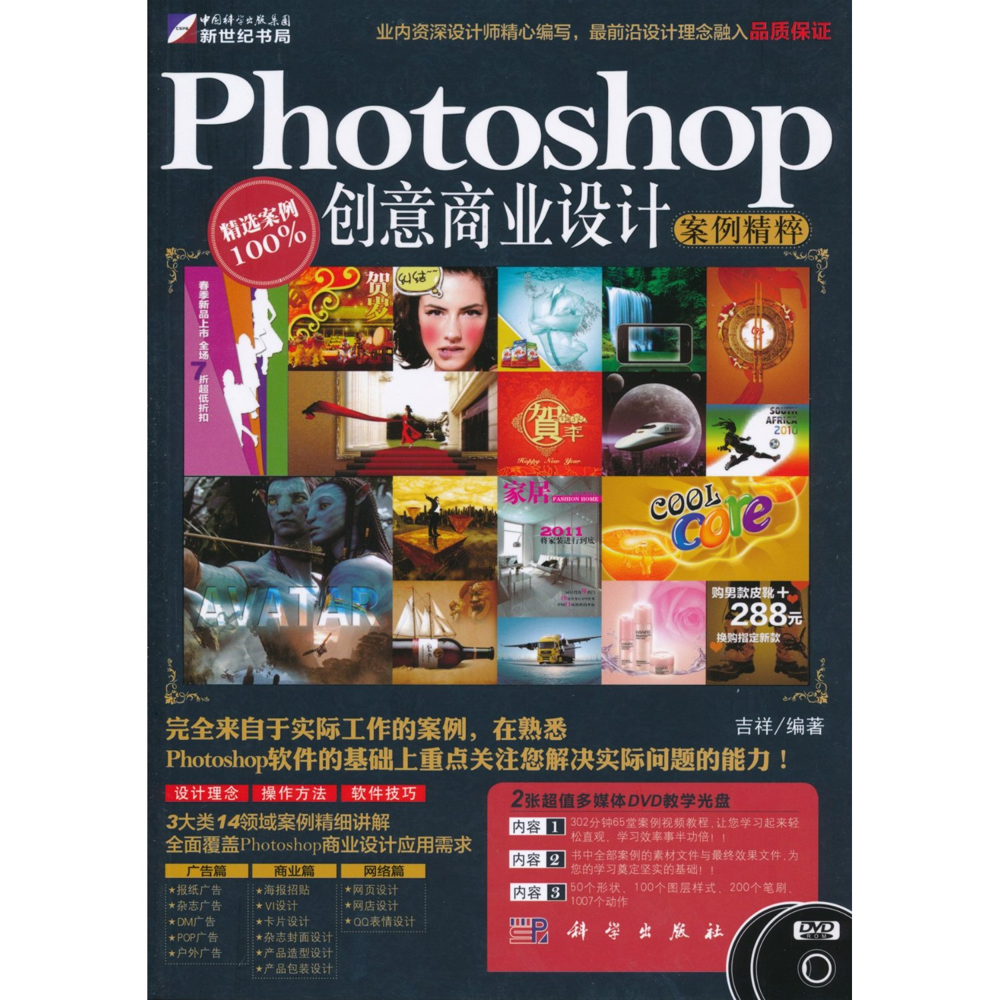 CSPG
中国科学出版集团
新世纪书局
业内资深设计师精心编写，最前沿设计理念融入品质保证
Photoshop
创意商业设计
案例精粹
精选案例
100%
春季新品上市 全场
7
折超低折扣
贺岁
SOUTH
AFRICA
2010
賀年
Happy New Year
AVATAR
家居
FASHION HOME
2011
将家装进行到底
COOL
Core
HANFEI
HANFEI
HANFEI
购男款皮靴+
288元
换购指定新款
完全来自于实际工作的案例，在熟悉
Photoshop软件的基础上重点关注您解决实际问题的能力！
吉祥/编著
设计理念 操作方法 软件技巧
3大类14领域案例精细讲解
全面覆盖Photoshop商业设计应用需求
广告篇
★报纸广告
★杂志广告
★DM广告
★POP广告
★户外广告
商业篇
★海报招贴
★VI设计
★卡片设计
★杂志封面设计
★产品造型设计
★产品包装设计
网络篇
★网页设计
★网店设计
★QQ表情设计
2张超值多媒体DVD教学光盘
内容 1
302分钟65堂案例视频教程，让您学习起来轻
松直观，学习效率事半功倍！！
内容 2
书中全部案例的素材文件与最终效果文件，为
您的学习奠定坚实的基础！！
内容 3
50个形状、100个图层样式、200个笔刷、
1007个动作
科学出版社
DVD
ROM